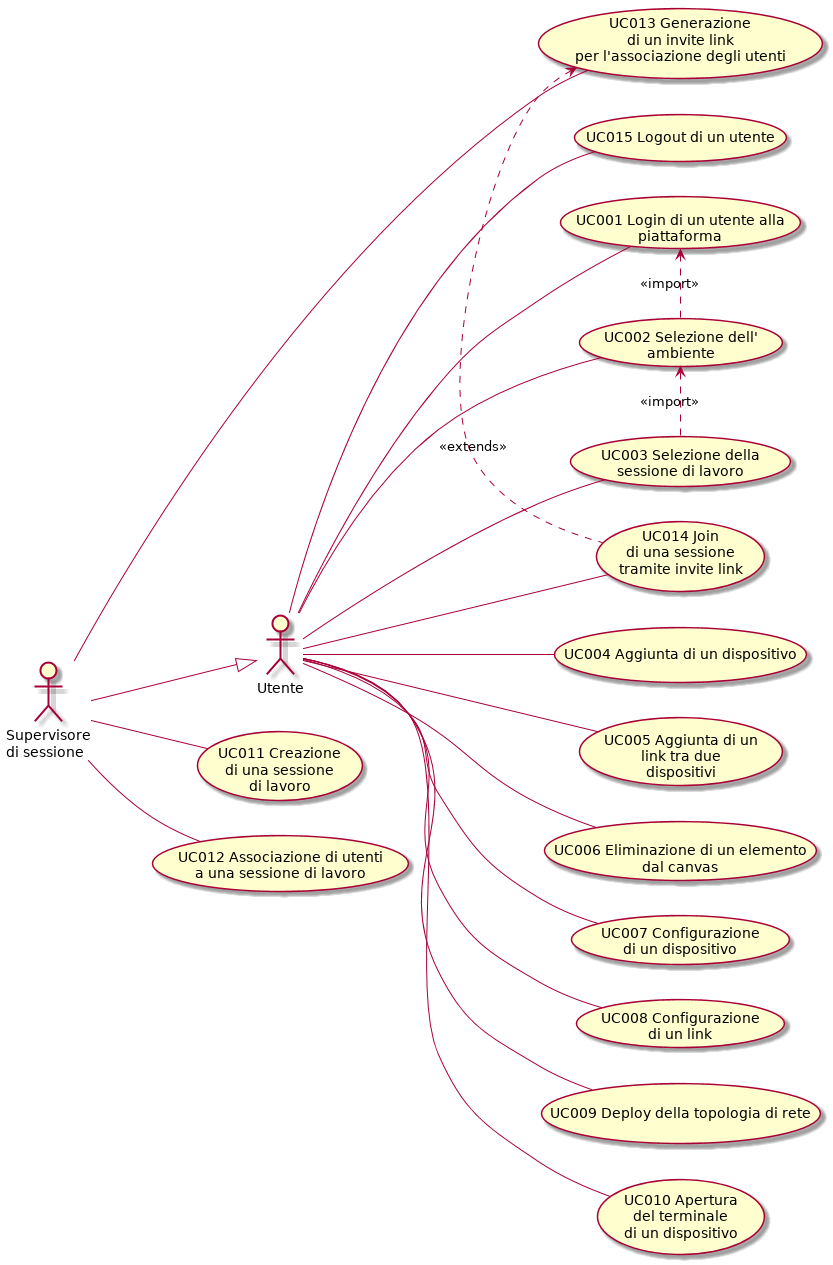 UC013 Generazione
di un invite link
per l'associazione degli utenti
UC015 Logout di un utente
UC001 Login di un utente alla
piattaforma
«import»
UC002 Selezione dell'
ambiente
«import»
«extends»
UC003 Selezione della
sessione di lavoro
UC014 Join
di una sessione
tramite invite link
UC004 Aggiunta di un dispositivo
Utente
Supervisore
di sessione
UC005 Aggiunta di un
link tra due
dispositivi
UC011 Creazione
di una sessione
di lavoro
UC012 Associazione di utenti
a una sessione di lavoro
UC006 Eliminazione di un elemento
dal canvas
UC007 Configurazione
di un dispositivo
UC008 Configurazione
di un link
UC009 Deploy della topologia di rete
UC010 Apertura
del terminale
di un dispositivo